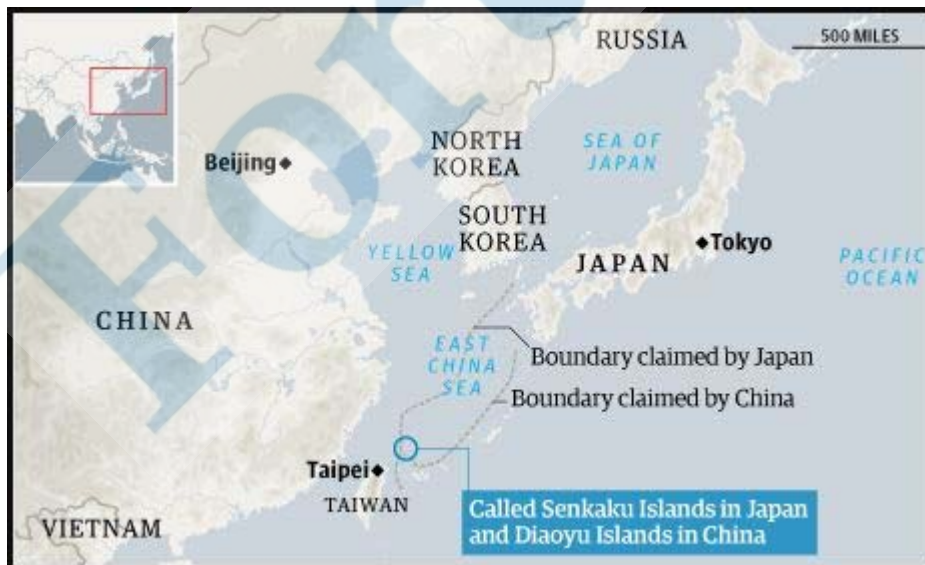 RUSSIA
500 MILES
NORTH
KOREA
SEA OF
JAPAN
Beijing
SOUTH
KOREA
YELLOW
SEA
JAPAN
Tokyo
PACIFIC
OCEAN
CHINA
EAST
CHINA
SEA
Boundary claimed by Japan
Boundary claimed by China
Taipei
TAIWAN
Called Senkaku Islands in Japan
and Diaoyu Islands in China
VIETNAM
For